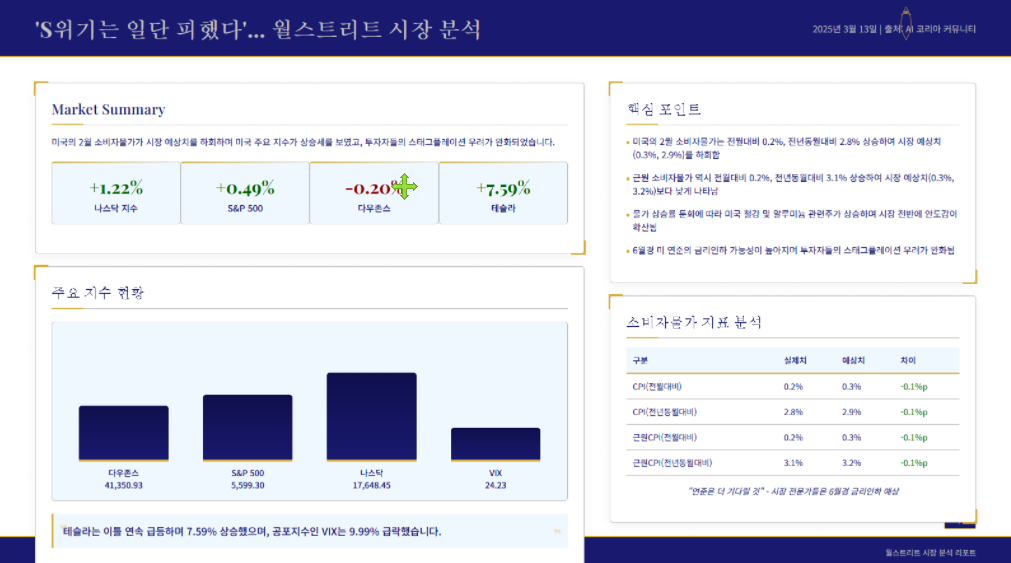 'S위기는 일단 피했다'... 월스트리트 시장 분석
2025년 3월 13일 | 출처: AI 코리아 커뮤니티
Market Summary
미국의 2월 소비자물가가 시장 예상치를 하회하며 미국 주요 지수가 상승세를 보였고, 투자자들의 스태그플레이션 우려가 완화되었습니다.
+1.22%
나스닥 지수
+0.49%
S&P 500
-0.20%
다우존스
+7.59%
테슬라
주요 지수 현황
다우존스
41,350.93
S&P 500
5,599.30
나스닥
17,648.45
VIX
24.23
테슬라는 이틀 연속 급등하며 7.59% 상승했으며, 공포지수인 VIX는 9.99% 급락했습니다.
핵심 포인트
미국의 2월 소비자물가는 전월대비 0.2%, 전년동월대비 2.8% 상승하여 시장 예상치
(0.3%, 2.9%)를 하회함
근원 소비자물가 역시 전월대비 0.2%, 전년동월대비 3.1% 상승하여 시장 예상치(0.3%,
3.2%)보다 낮게 나타남
물가 상승률 둔화에 따라 미국 철강 및 알루미늄 관련주가 상승하며 시장 전반에 안도감이
확산됨
6월경 미 연준의 금리인하 가능성이 높아지며 투자자들의 스태그플레이션 우려가 완화됨
소비자물가 지표 분석
구분 실제치 예상치 차이
CPI(전월대비) 0.2% 0.3% -0.1%p
CPI(전년동월대비) 2.8% 2.9% -0.1%p
근원CPI(전월대비) 0.2% 0.3% -0.1%p
근원CPI(전년동월대비) 3.1% 3.2% -0.1%p
"연준은 더 기다릴 것" - 시장 전문가들은 6월경 금리인하 예상
월스트리트 시장 분석 리포트